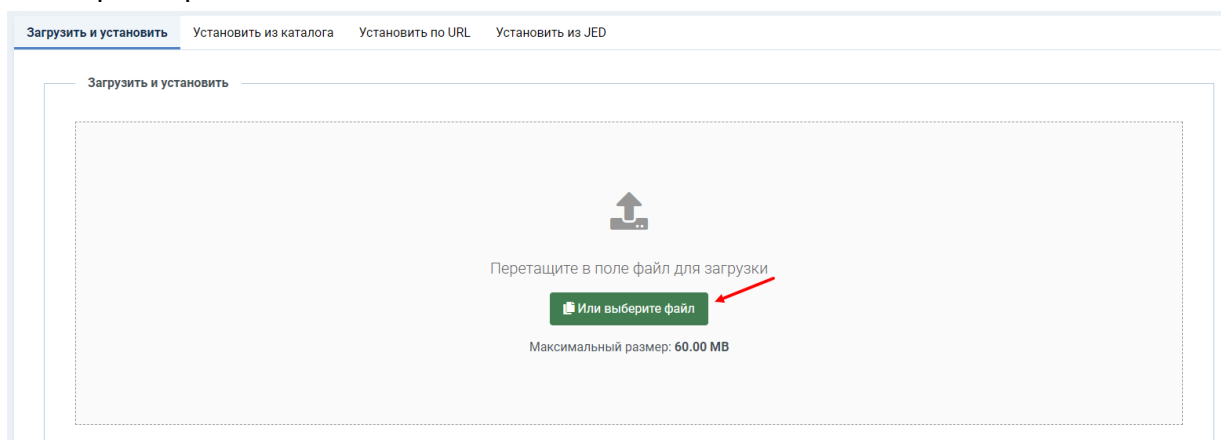 Загрузить и установить Установить из каталога Установить по URL Установить из JED
Загрузить и установить
Перетащите в поле файл для загрузки
Или выберите файл
Максимальный размер: 60.00 MB